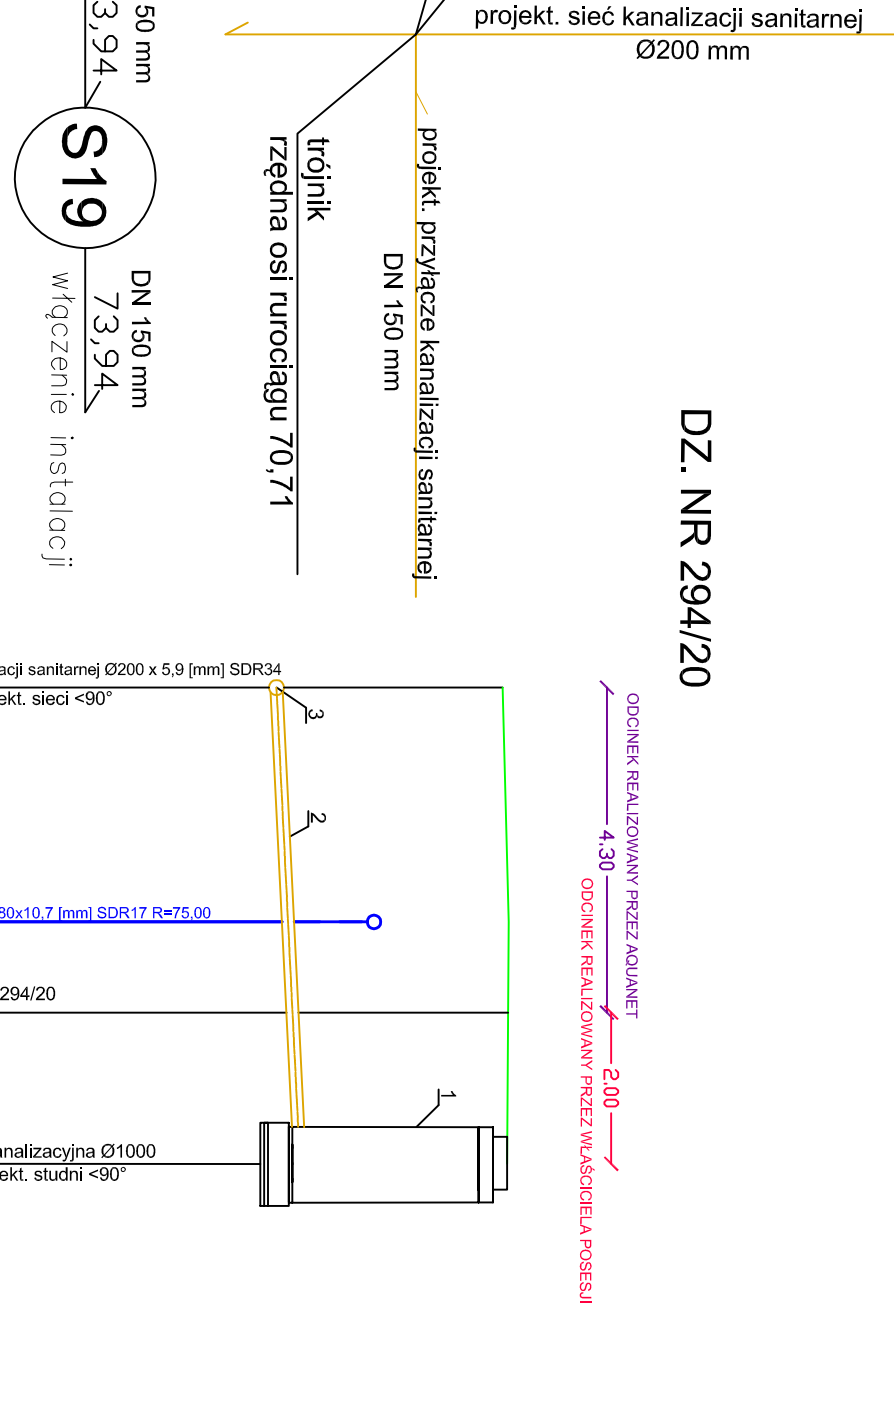 projekt. sieć kanalizacji sanitarnej
Ø200 mm
50 mm
3,94
S19
DN 150 mm
73,94
włączenie instalacji
trójnik
rzędna osi rurociągu 70,71
projekt. przyłącze kanalizacji sanitarnej
DN 150 mm
DZ. NR 294/20
acji sanitarnej Ø200 x 5,9 [mm] SDR34
ekt. sieci <90°
3
2
80x10,7 [mm] SDR17 R=75,00
294/20
1
analizacyjna Ø1000
ekt. studni <90°
ODCINEK REALIZOWANY PRZEZ AQUANET
4.30
ODCINEK REALIZOWANY PRZEZ WŁAŚCICIELA POSESJI
2.00